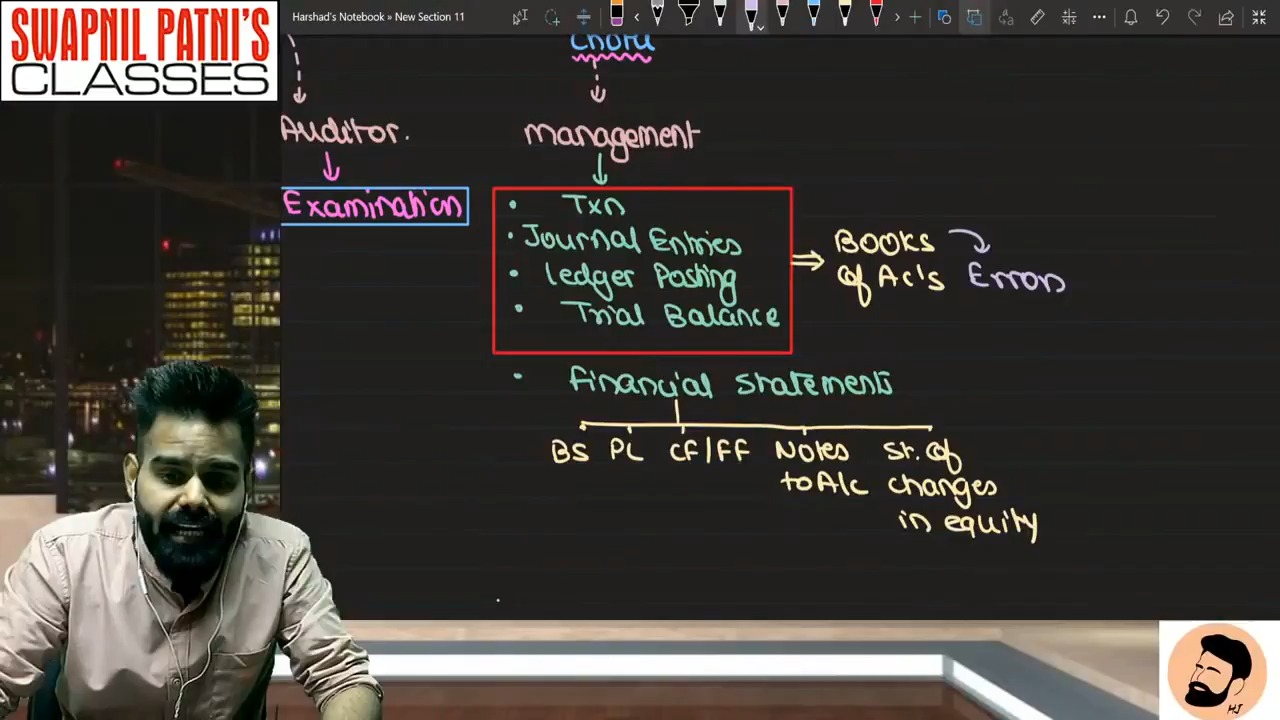 SWAPNIL PATNI'S
CLASSES
Harshad's Notebook » New Section 11
Auditor.
Examination
Management
• Txn
• Journal Entries
• Ledger Posting
• Trial Balance
BOOKS
of Ac's Errors
• Financial Statements
BS PL CF/FF Notes to A/c St. of changes in equity
HJ